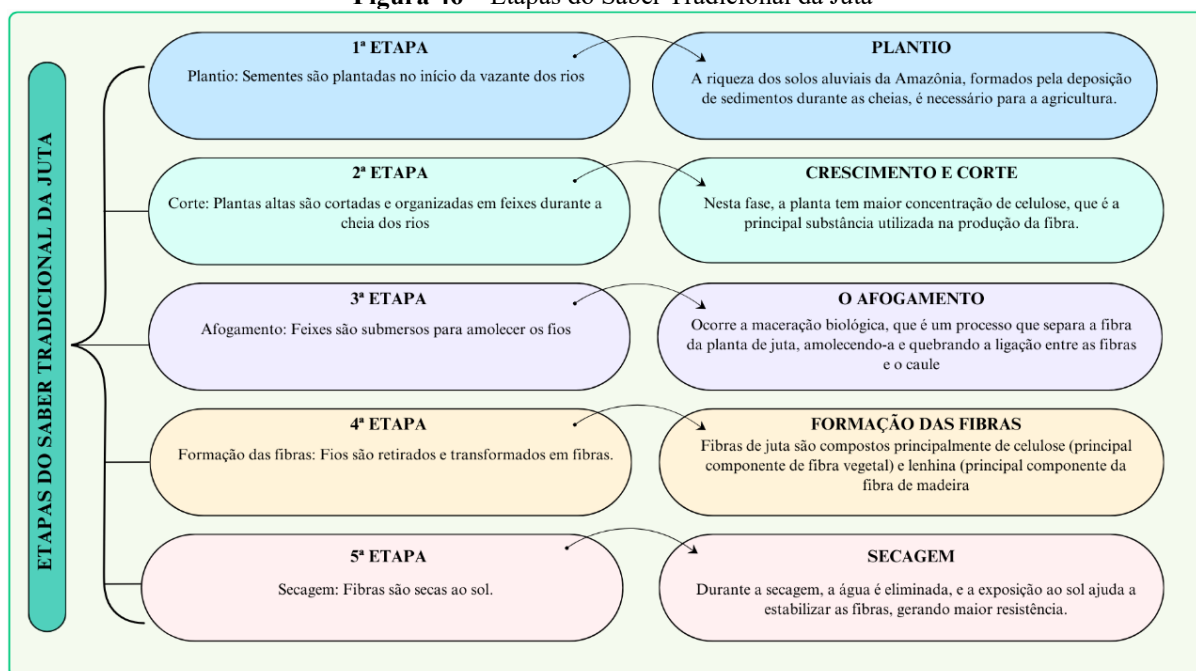 Figura 46 – Etapas do Saber Tradicional da Juta
ETAPAS DO SABER TRADICIONAL DA JUTA
1ª ETAPA
Plantio: Sementes são plantadas no início da vazante dos rios
PLANTIO
A riqueza dos solos aluviais da Amazônia, formados pela deposição
de sedimentos durante as cheias, é necessário para a agricultura.
2ª ETAPA
Corte: Plantas altas são cortadas e organizadas em feixes durante a
cheia dos rios
CRESCIMENTO E CORTE
Nesta fase, a planta tem maior concentração de celulose, que é a
principal substância utilizada na produção da fibra.
3ª ETAPA
Afogamento: Feixes são submersos para amolecer os fios
O AFOGAMENTO
Ocorre a maceração biológica, que é um processo que separa a fibra
da planta de juta, amolecendo-a e quebrando a ligação entre as fibras
e o caule
4ª ETAPA
Formação das fibras: Fios são retirados e transformados em fibras.
FORMAÇÃO DAS FIBRAS
Fibras de juta são compostos principalmente de celulose (principal
componente de fibra vegetal) e lenhina (principal componente da
fibra de madeira
5ª ETAPA
Secagem: Fibras são secas ao sol.
SECAGEM
Durante a secagem, a água é eliminada, e a exposição ao sol ajuda a
estabilizar as fibras, gerando maior resistência.